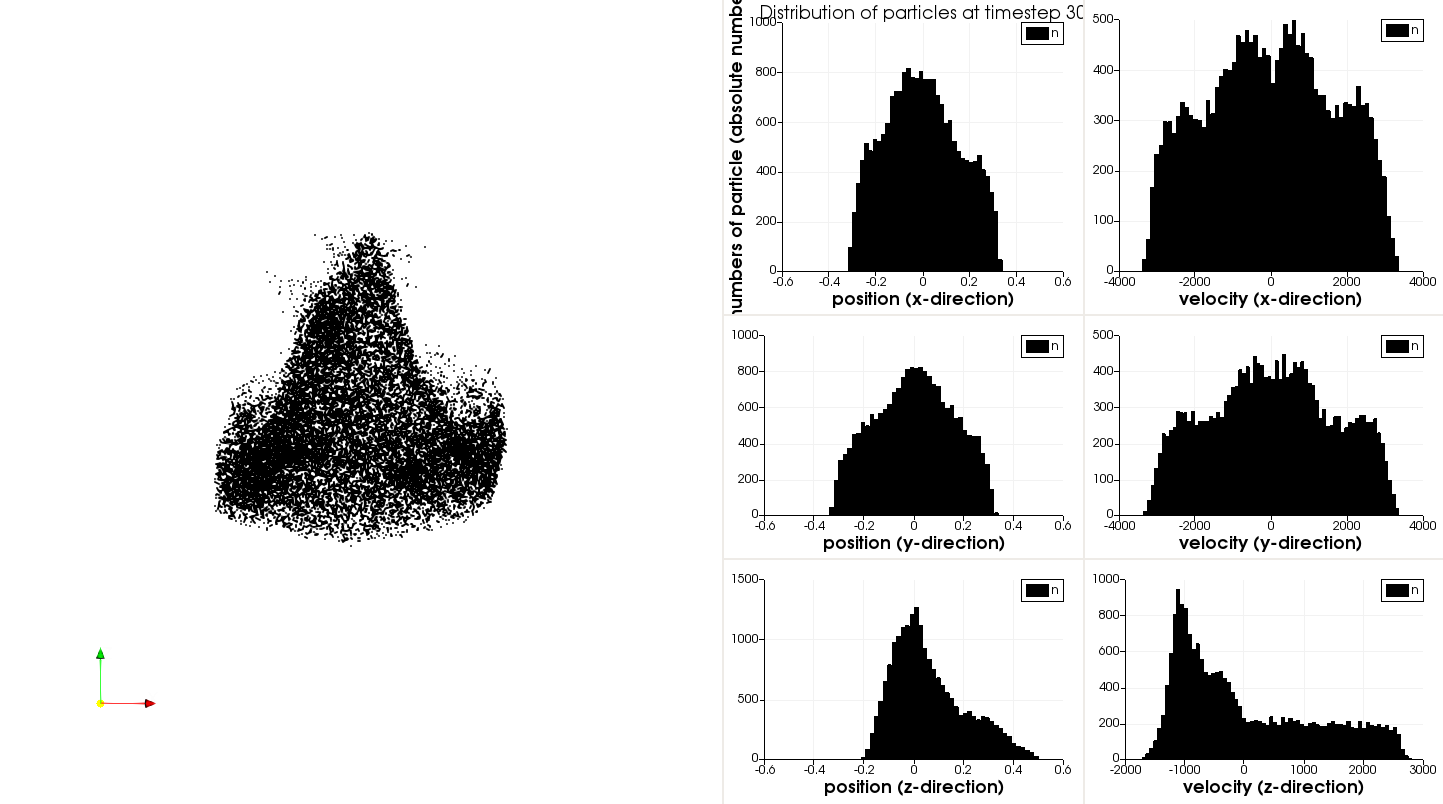 Distribution of particles at timestep 30
numbers of particle (absolute numbe
1000
800
600
400
200
0
-0.6 -0.4 -0.2 0 0.2 0.4 0.6
position (x-direction)
n
500
400
300
200
100
0
-4000 -2000 0 2000 4000
velocity (x-direction)
n
1000
800
600
400
200
0
-0.6 -0.4 -0.2 0 0.2 0.4 0.6
position (y-direction)
n
500
400
300
200
100
0
-4000 -2000 0 2000 4000
velocity (y-direction)
n
1500
1000
500
0
-0.6 -0.4 -0.2 0 0.2 0.4 0.6
position (z-direction)
n
1000
800
600
400
200
0
-2000 -1000 0 1000 2000 3000
velocity (z-direction)
n